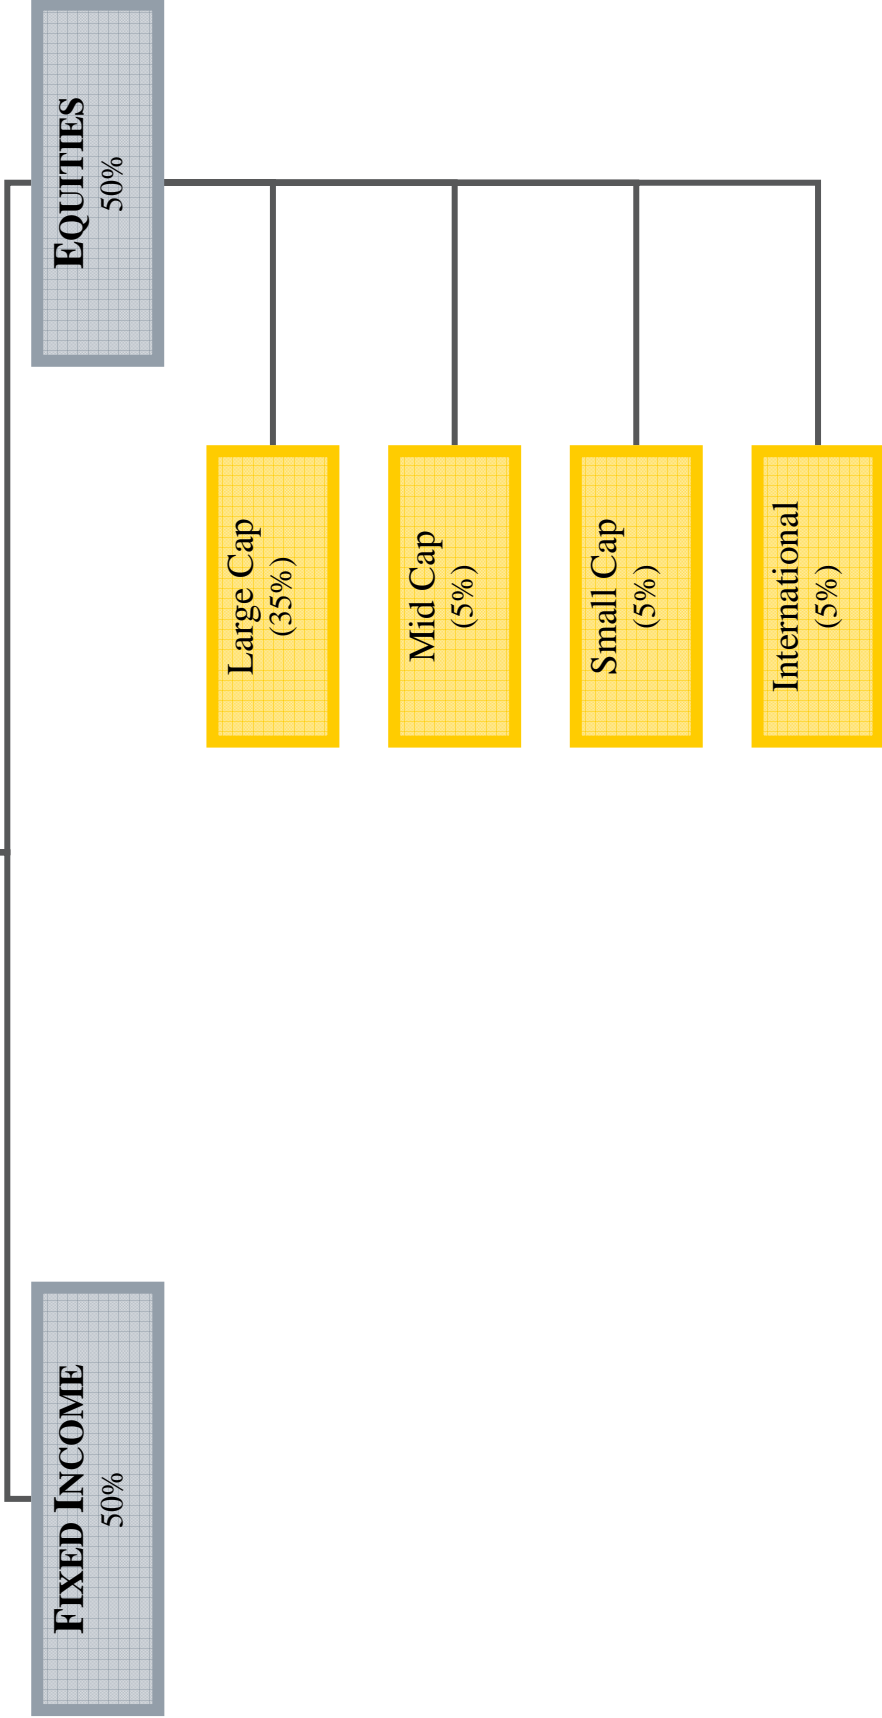 FIXED INCOME
50%
EQUITIES
50%
Large Cap
(35%)
Mid Cap
(5%)
Small Cap
(5%)
International
(5%)